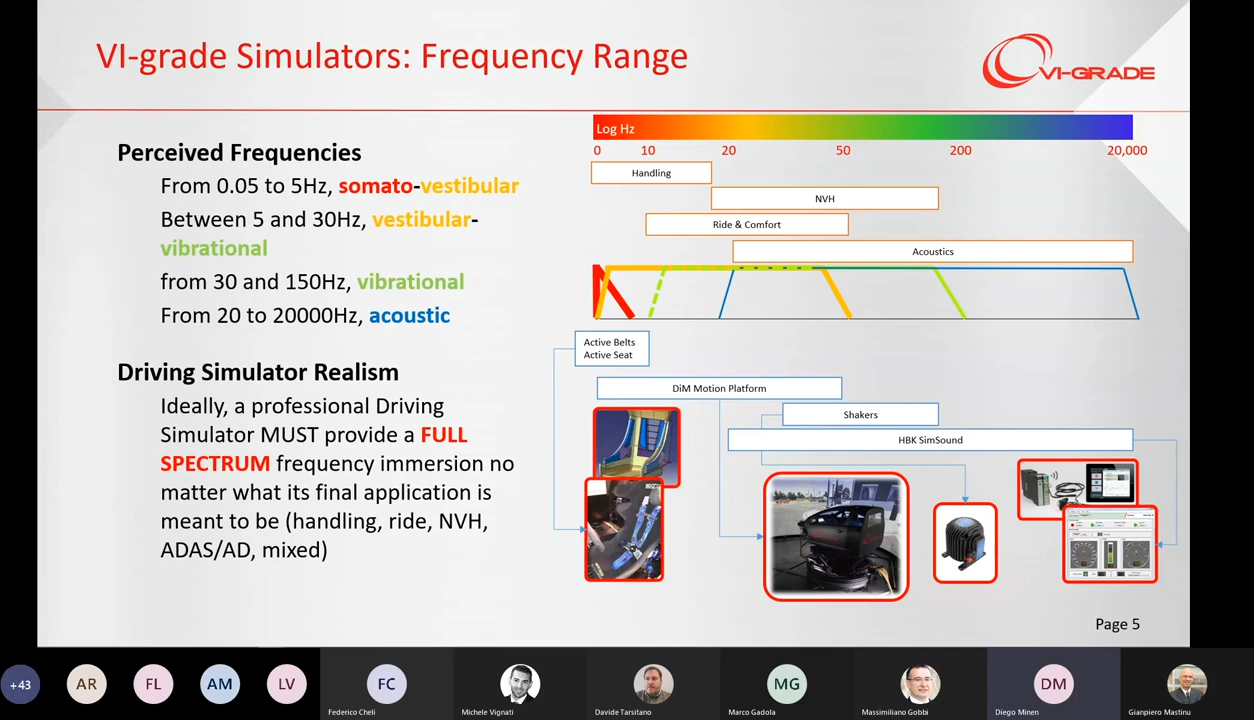 VI-grade Simulators: Frequency Range
VI-GRADE
Perceived Frequencies
From 0.05 to 5Hz, somato-vestibular
Between 5 and 30Hz, vestibular-
vibrational
from 30 and 150Hz, vibrational
From 20 to 20000Hz, acoustic
Driving Simulator Realism
Ideally, a professional Driving
Simulator MUST provide a FULL
SPECTRUM frequency immersion no
matter what its final application is
meant to be (handling, ride, NVH,
ADAS/AD, mixed)
Log Hz
0 10 20 50 200 20,000
Handling
NVH
Ride & Comfort
Acoustics
Active Belts
Active Seat
DiM Motion Platform
Shakers
HBK SimSound
Page 5
+43
AR
FL
AM
LV
FC
MG
DM
Federico Cheli
Michele Vignati
Davide Tarsitano
Marco Gadola
Massimiliano Gobbi
Diego Minen
Gianpiero Mastinu